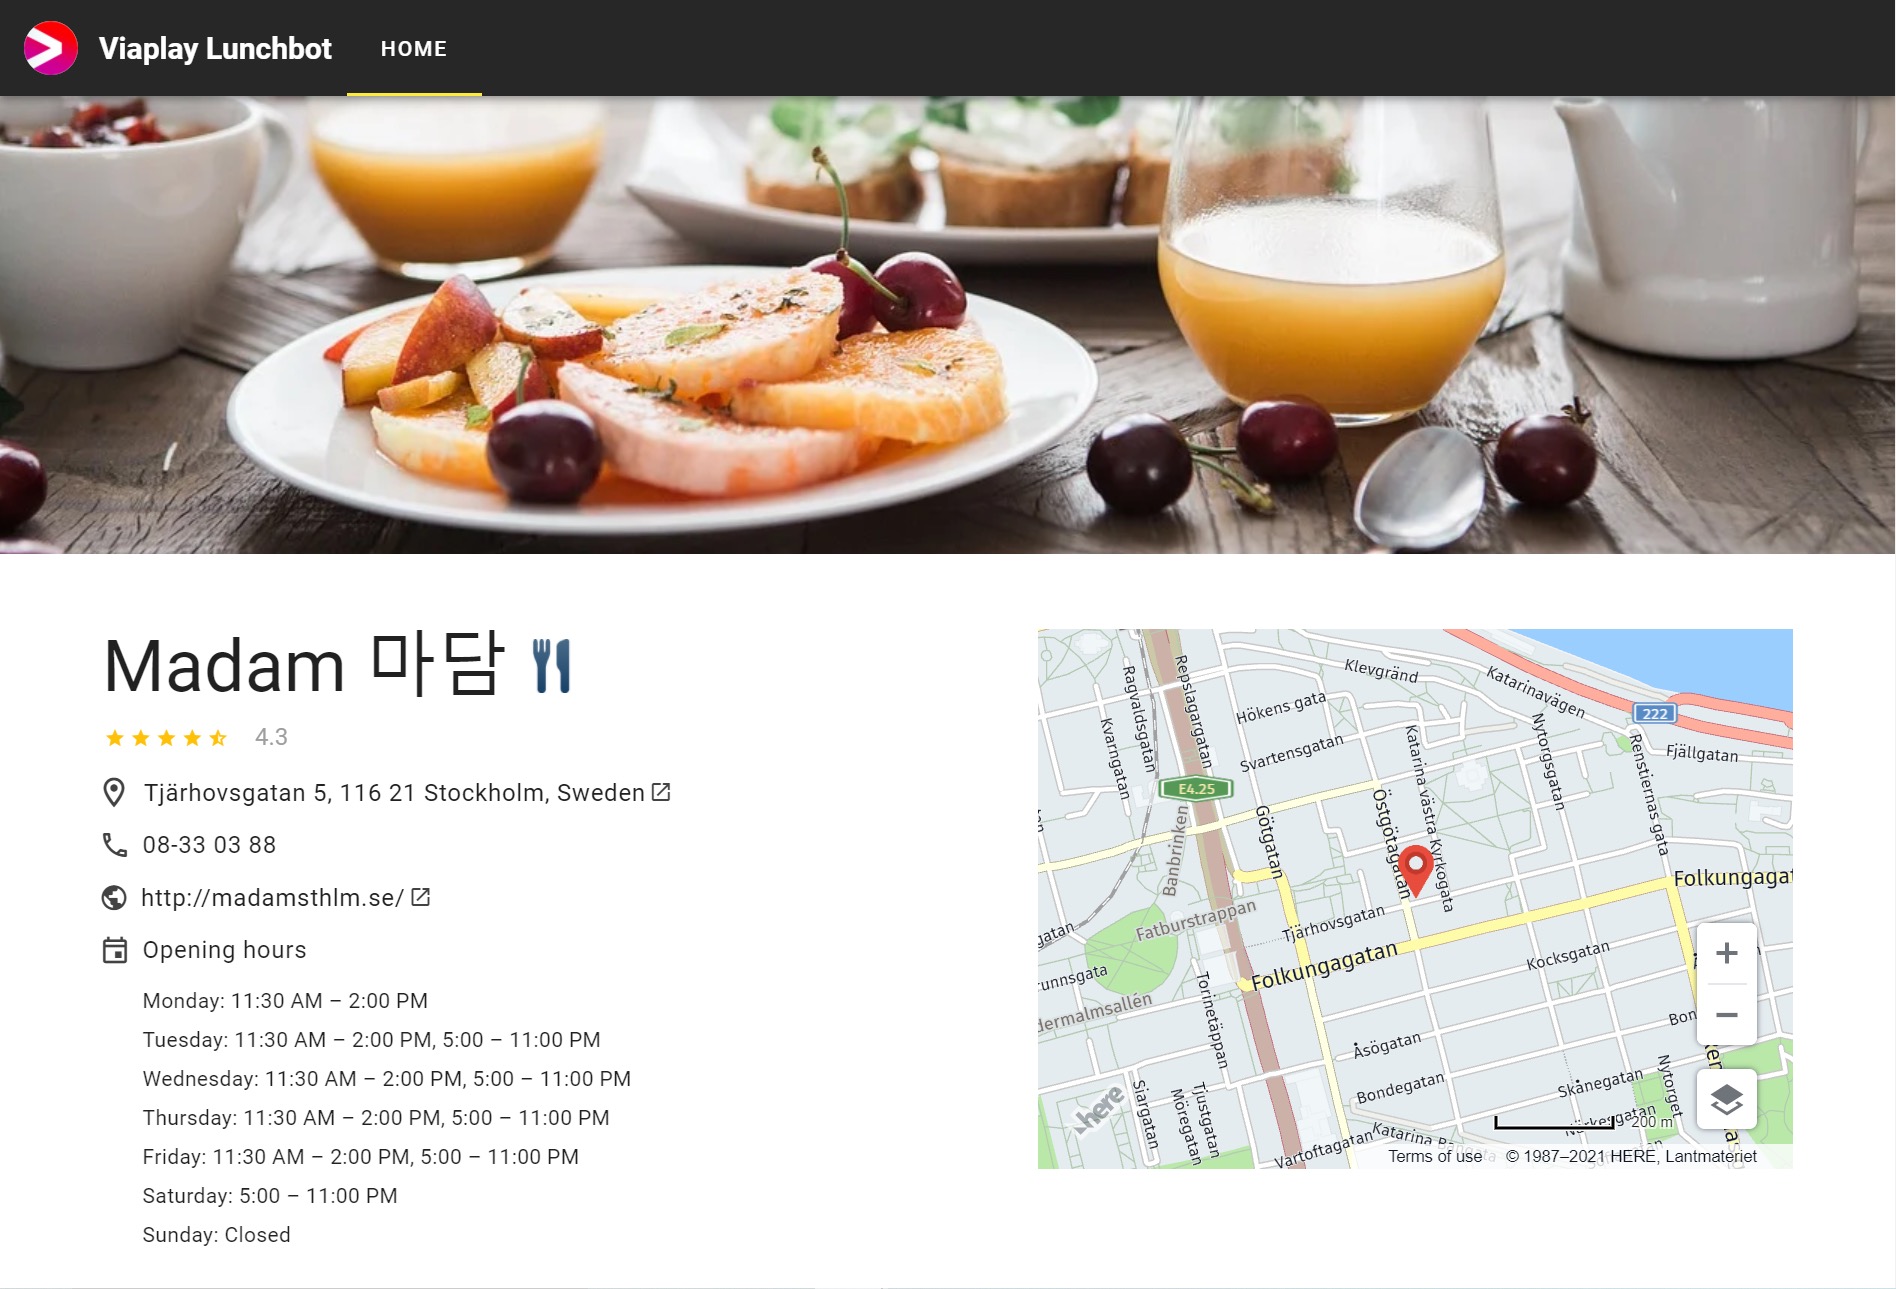 Viaplay Lunchbot HOME
Madam 마담
4.3
Tjärhovsgatan 5, 116 21 Stockholm, Sweden
08-33 03 88
http://madamsthlm.se/
Opening hours
Monday: 11:30 AM – 2:00 PM
Tuesday: 11:30 AM – 2:00 PM, 5:00 – 11:00 PM
Wednesday: 11:30 AM – 2:00 PM, 5:00 – 11:00 PM
Thursday: 11:30 AM – 2:00 PM, 5:00 – 11:00 PM
Friday: 11:30 AM – 2:00 PM, 5:00 – 11:00 PM
Saturday: 5:00 – 11:00 PM
Sunday: Closed
Ragvaldsgatan
Repslagargatan
Klevgränd
Katarinavägen
222
Hökens gata
Kvarngatan
Svartensgatan
Katarina västra Kyrkogata
Nytorgsgatan
Renstiernas gata
Fjällgatan
E4.25
Banbrinken
Götgatan
Östgötagatan
Folkungagat
gatan
Fatburstrappan
Tjärhovsgatan
Folkungagatan
Kocksgatan
unnsgata
dermalmsallén
Torinetäppan
Bon
Åsögatan
Bondegatan
Skånegatan
Nytorget
Siargatan
Möregatan
Tjustgatan
here
Vartoftagatan
Katarina
200 m
+
−
Terms of use © 1987–2021 HERE, Lantmateriet